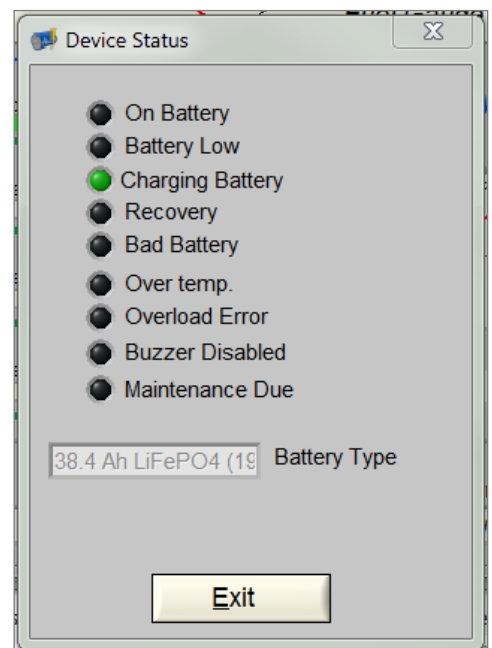 Device Status
On Battery
Battery Low
Charging Battery
Recovery
Bad Battery
Over temp.
Overload Error
Buzzer Disabled
Maintenance Due
38.4 Ah LiFePO4 (19 Battery Type
Exit